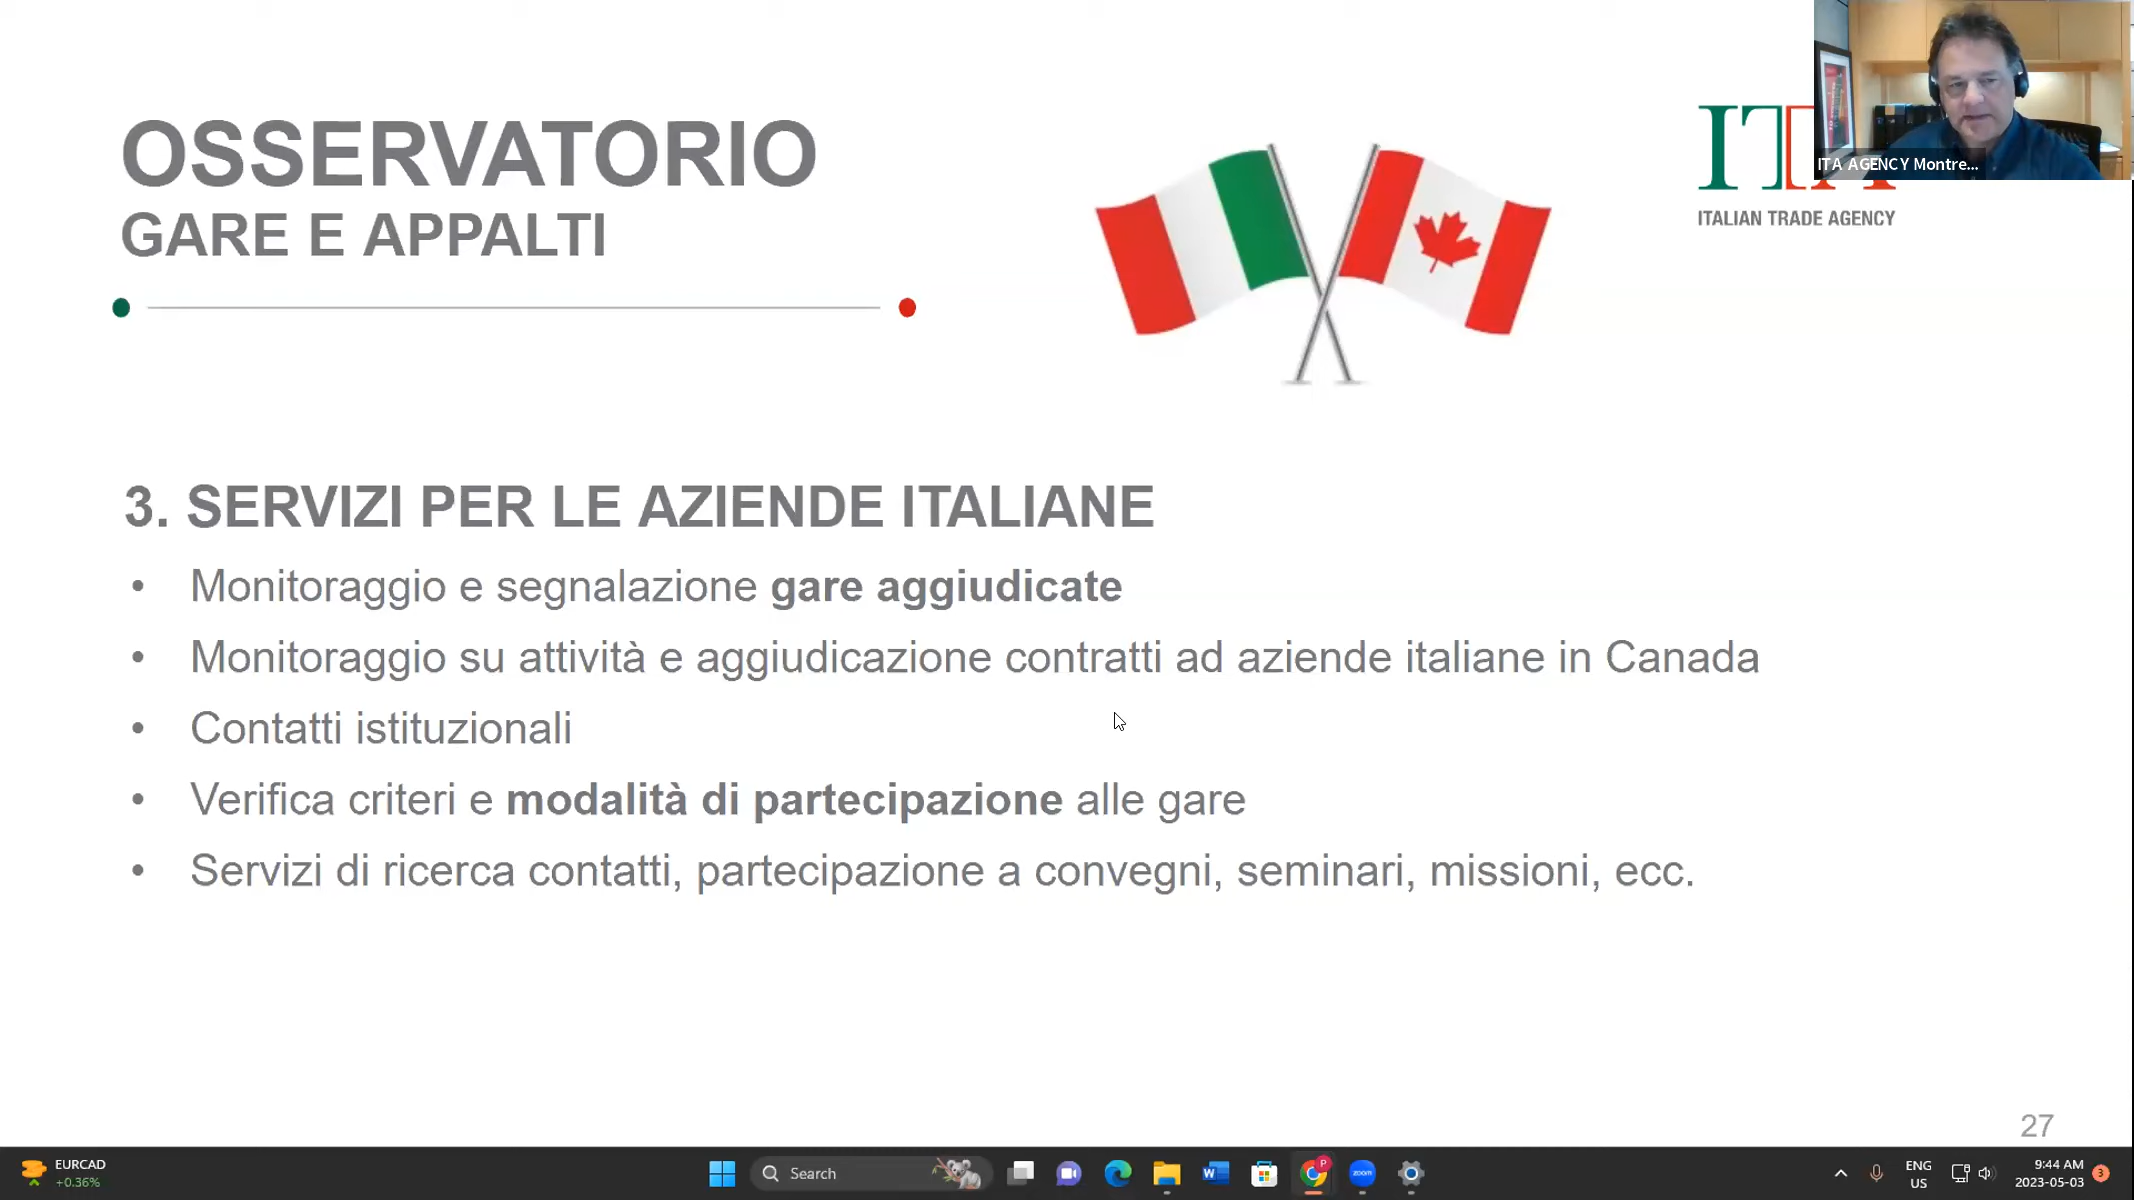 OSSERVATORIO
GARE E APPALTI
ITALIAN TRADE AGENCY
ITA AGENCY Montre...
3. SERVIZI PER LE AZIENDE ITALIANE
• Monitoraggio e segnalazione gare aggiudicate
• Monitoraggio su attività e aggiudicazione contratti ad aziende italiane in Canada
• Contatti istituzionali
• Verifica criteri e modalità di partecipazione alle gare
• Servizi di ricerca contatti, partecipazione a convegni, seminari, missioni, ecc.
27
EURCAD
+0.36%
Search
zoom
P
ENG
US
9:44 AM
2023-05-03
3